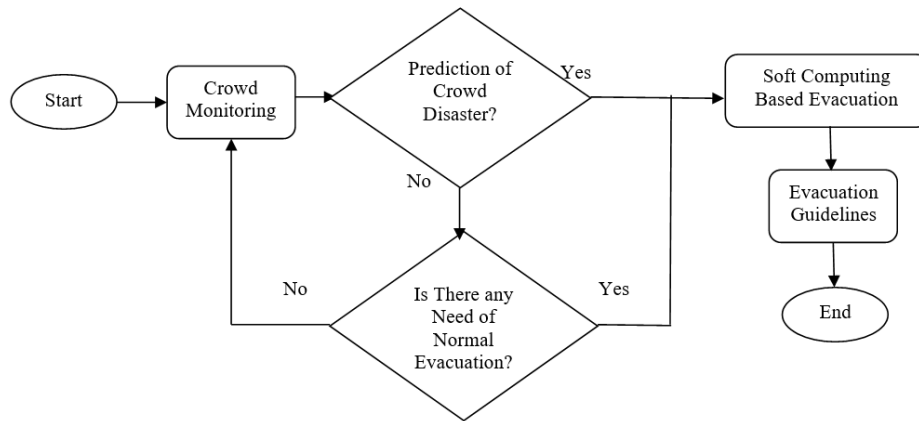 Start
Crowd
Monitoring
Prediction of
Crowd
Disaster?
Yes
Soft Computing
Based Evacuation
No
Evacuation
Guidelines
No
Is There any
Need of
Normal
Evacuation?
Yes
End